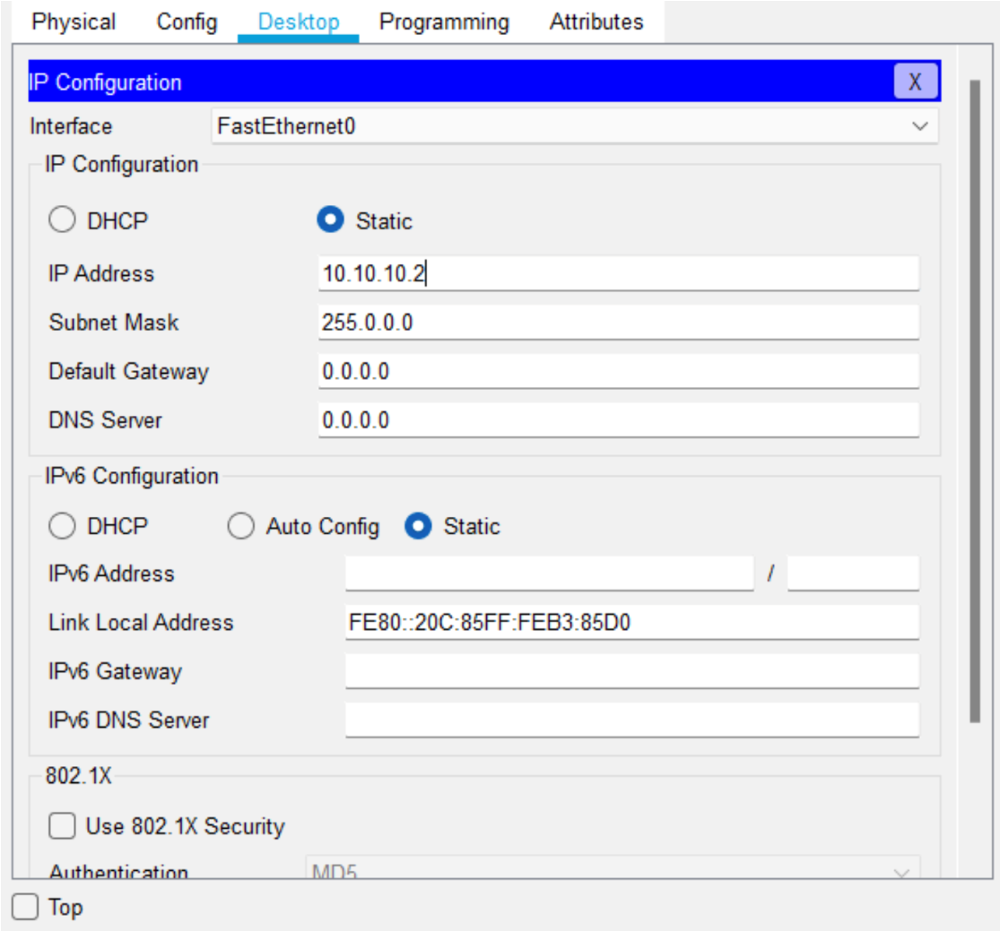 Physical Config Desktop Programming Attributes
IP Configuration X
Interface FastEthernet0
IP Configuration
DHCP Static
IP Address 10.10.10.2
Subnet Mask 255.0.0.0
Default Gateway 0.0.0.0
DNS Server 0.0.0.0
IPv6 Configuration
DHCP Auto Config Static
IPv6 Address /
Link Local Address FE80::20C:85FF:FEB3:85D0
IPv6 Gateway
IPv6 DNS Server
802.1X
Use 802.1X Security
Authentication MD5
Top